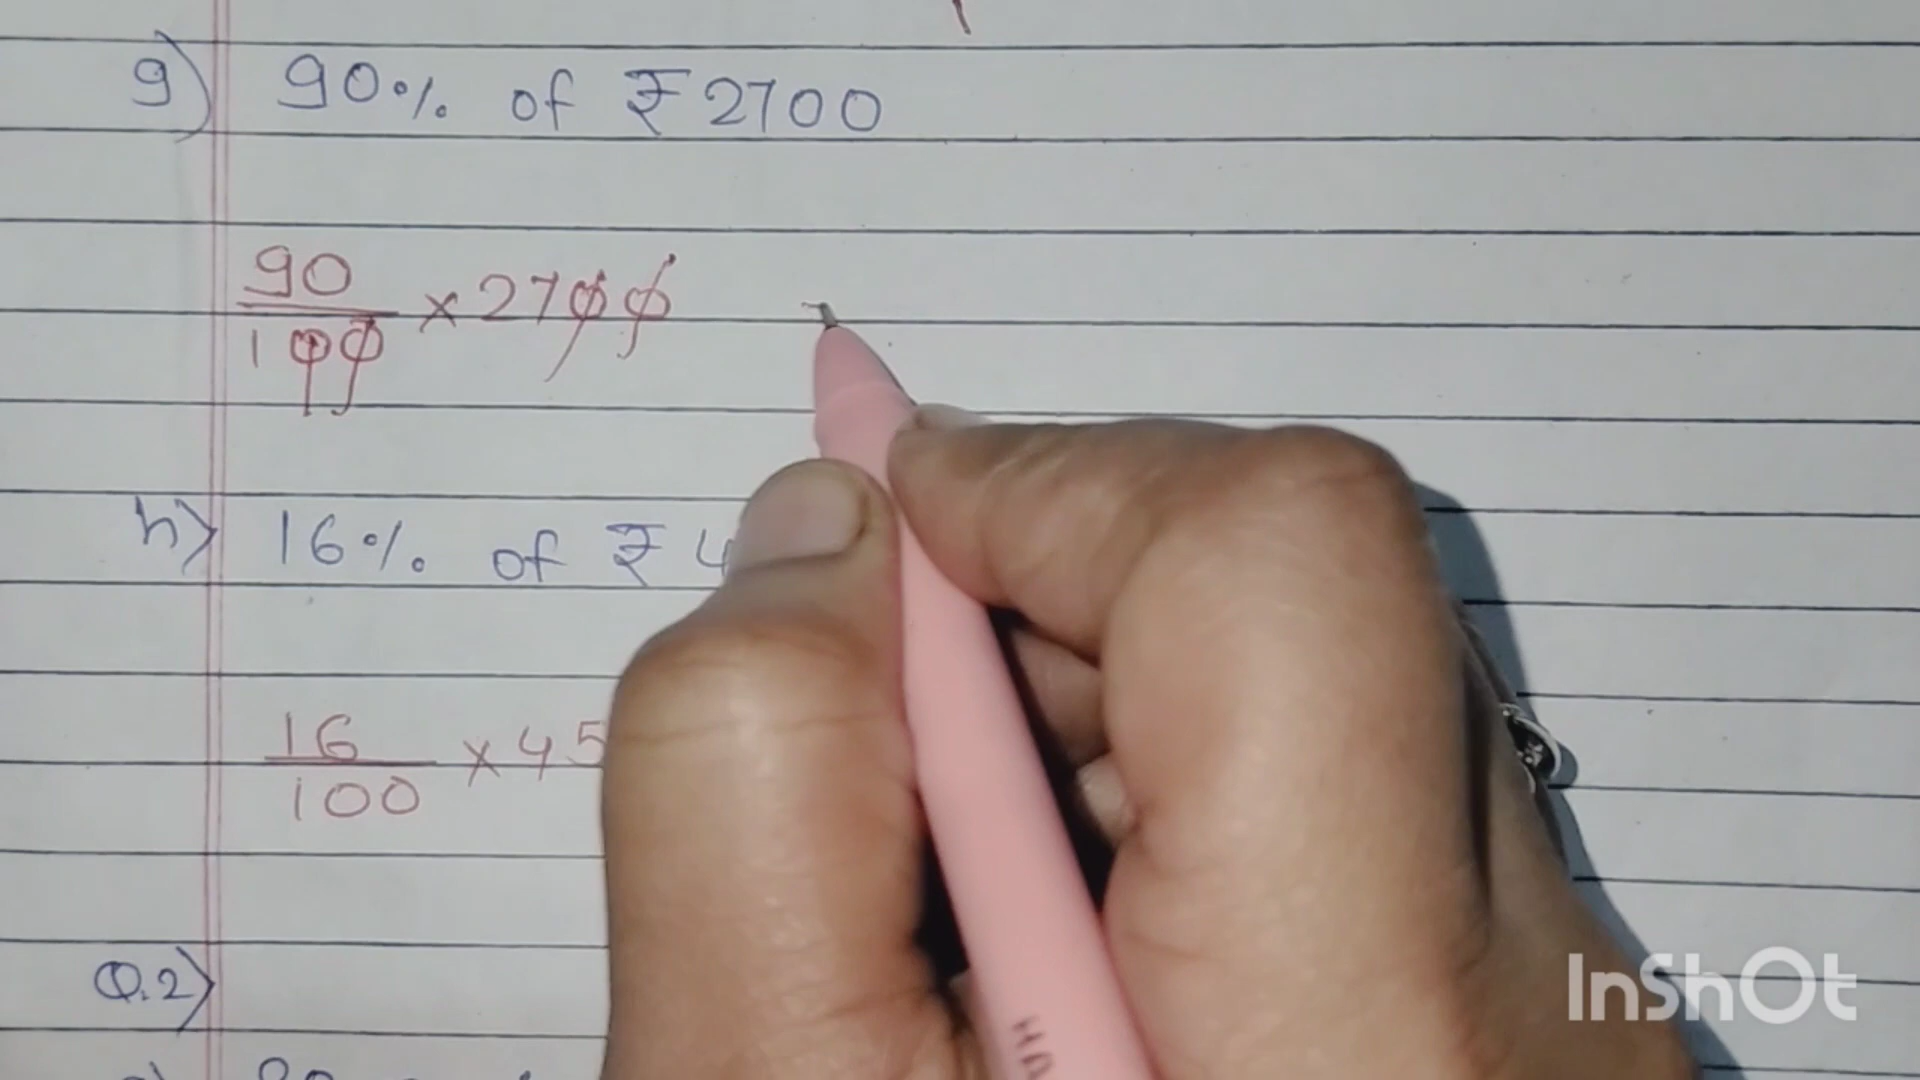 g) 90% of ₹2700
90/100 × 2700
h) 16% of ₹4
16/100 × 45
Q.2)
InShOt